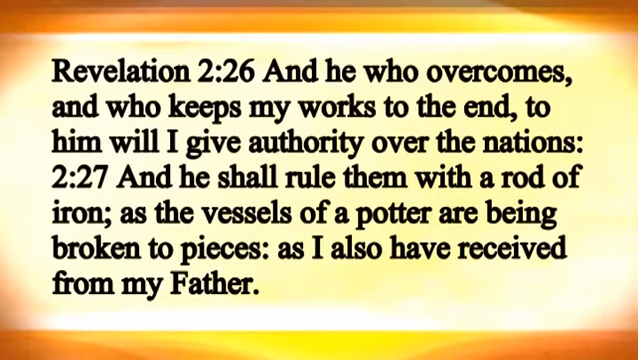 Revelation 2:26 And he who overcomes,
and who keeps my works to the end, to
him will I give authority over the nations:
2:27 And he shall rule them with a rod of
iron; as the vessels of a potter are being
broken to pieces: as I also have received
from my Father.